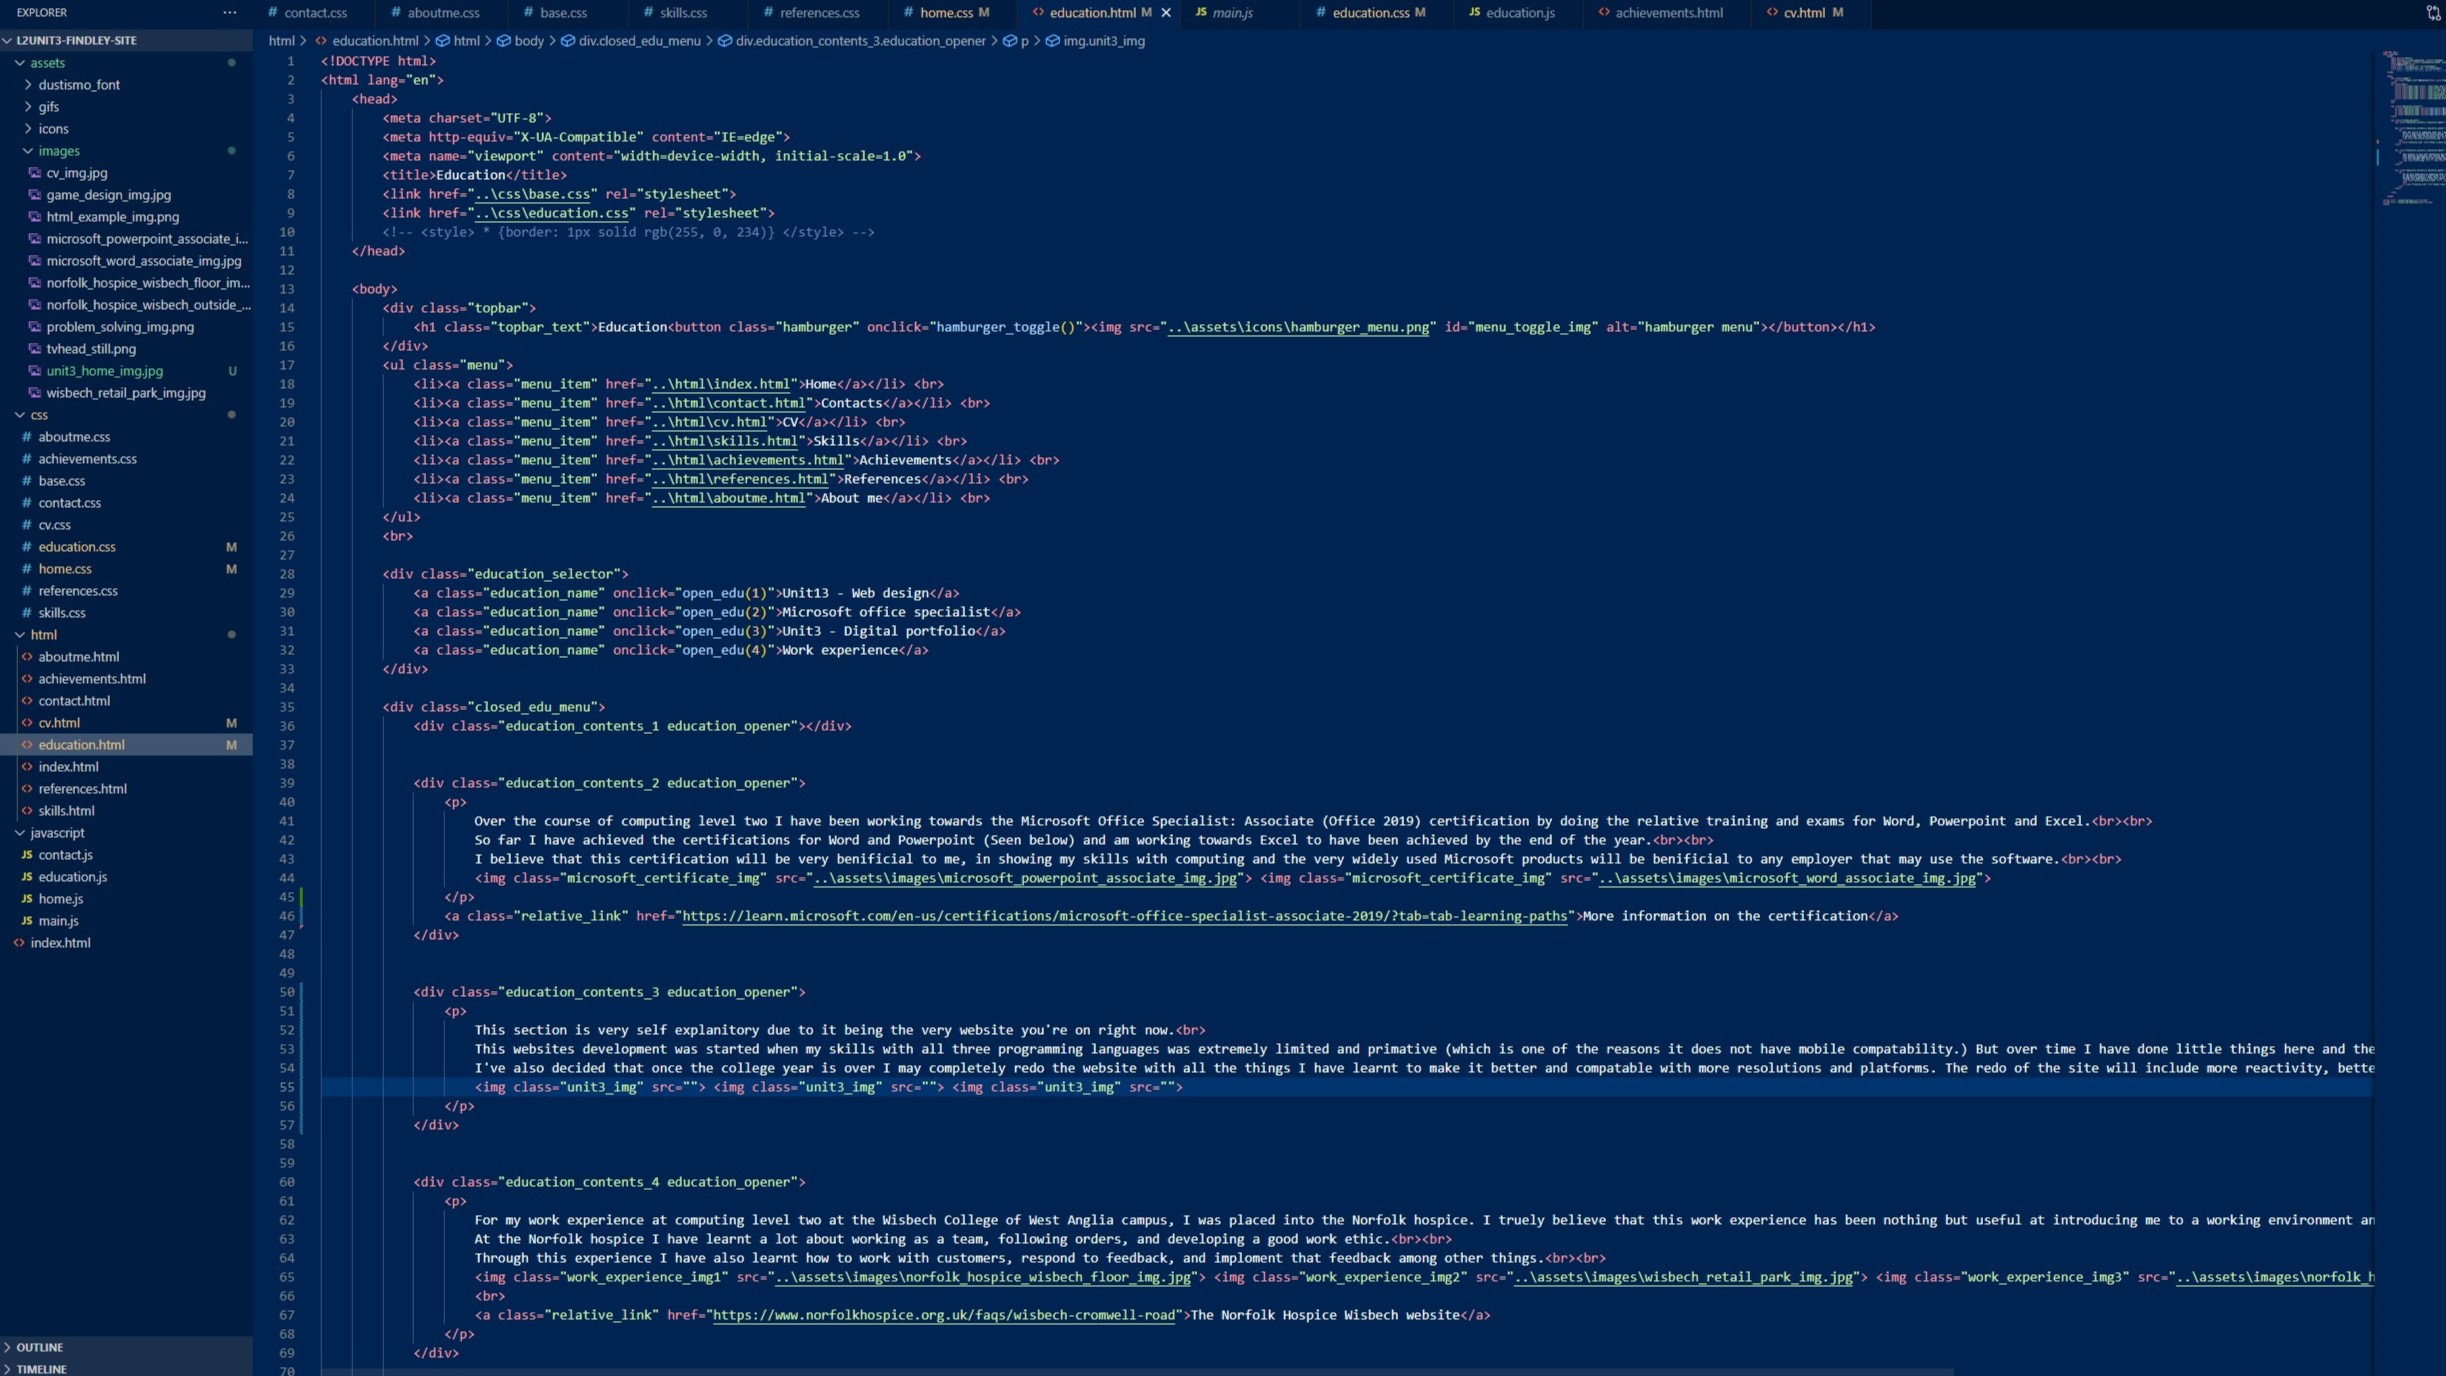 EXPLORER
L2UNIT3-FINDLEY-SITE
assets
dustismo_font
gifs
icons
images
cv_img.jpg
game_design_img.jpg
html_example_img.png
microsoft_powerpoint_associate_i...
microsoft_word_associate_img.jpg
norfolk_hospice_wisbech_floor_im...
norfolk_hospice_wisbech_outside_...
problem_solving_img.png
tvhead_still.png
unit3_home_img.jpg U
wisbech_retail_park_img.jpg
css
aboutme.css
achievements.css
base.css
contact.css
cv.css
education.css M
home.css M
references.css
skills.css
html
aboutme.html
achievements.html
contact.html
cv.html M
education.html M
index.html
references.html
skills.html
javascript
JS contact.js
JS education.js
JS home.js
JS main.js
index.html
OUTLINE
TIMELINE
# contact.css # aboutme.css # base.css # skills.css # references.css # home.css M <> education.html M JS main.js # education.css M JS education.js <> achievements.html <> cv.html M
html > <> education.html > html > body > div.closed_edu_menu > div.education_contents_3.education_opener > p > img.unit3_img
1 <!DOCTYPE html>
2 <html lang="en">
3 <head>
4 <meta charset="UTF-8">
5 <meta http-equiv="X-UA-Compatible" content="IE=edge">
6 <meta name="viewport" content="width=device-width, initial-scale=1.0">
7 <title>Education</title>
8 <link href="..\css\base.css" rel="stylesheet">
9 <link href="..\css\education.css" rel="stylesheet">
10 <!-- <style> * {border: 1px solid rgb(255, 0, 234)} </style> -->
11 </head>
12
13 <body>
14 <div class="topbar">
15 <h1 class="topbar_text">Education<button class="hamburger" onclick="hamburger_toggle()"><img src="..\assets\icons\hamburger_menu.png" id="menu_toggle_img" alt="hamburger menu"></button></h1>
16 </div>
17 <ul class="menu">
18 <li><a class="menu_item" href="..\html\index.html">Home</a></li> <br>
19 <li><a class="menu_item" href="..\html\contact.html">Contacts</a></li> <br>
20 <li><a class="menu_item" href="..\html\cv.html">CV</a></li> <br>
21 <li><a class="menu_item" href="..\html\skills.html">Skills</a></li> <br>
22 <li><a class="menu_item" href="..\html\achievements.html">Achievements</a></li> <br>
23 <li><a class="menu_item" href="..\html\references.html">References</a></li> <br>
24 <li><a class="menu_item" href="..\html\aboutme.html">About me</a></li> <br>
25 </ul>
26 <br>
27
28 <div class="education_selector">
29 <a class="education_name" onclick="open_edu(1)">Unit13 - Web design</a>
30 <a class="education_name" onclick="open_edu(2)">Microsoft office specialist</a>
31 <a class="education_name" onclick="open_edu(3)">Unit3 - Digital portfolio</a>
32 <a class="education_name" onclick="open_edu(4)">Work experience</a>
33 </div>
34
35 <div class="closed_edu_menu">
36 <div class="education_contents_1 education_opener"></div>
37
38
39 <div class="education_contents_2 education_opener">
40 <p>
41 Over the course of computing level two I have been working towards the Microsoft Office Specialist: Associate (Office 2019) certification by doing the relative training and exams for Word, Powerpoint and Excel.<br><br>
42 So far I have achieved the certifications for Word and Powerpoint (Seen below) and am working towards Excel to have been achieved by the end of the year.<br><br>
43 I believe that this certification will be very benificial to me, in showing my skills with computing and the very widely used Microsoft products will be benificial to any employer that may use the software.<br><br>
44 <img class="microsoft_certificate_img" src="..\assets\images\microsoft_powerpoint_associate_img.jpg"> <img class="microsoft_certificate_img" src="..\assets\images\microsoft_word_associate_img.jpg">
45 </p>
46 <a class="relative_link" href="https://learn.microsoft.com/en-us/certifications/microsoft-office-specialist-associate-2019/?tab=tab-learning-paths">More information on the certification</a>
47 </div>
48
49
50 <div class="education_contents_3 education_opener">
51 <p>
52 This section is very self explanitory due to it being the very website you're on right now.<br>
53 This websites development was started when my skills with all three programming languages was extremely limited and primative (which is one of the reasons it does not have mobile compatability.) But over time I have done little things here and the
54 I've also decided that once the college year is over I may completely redo the website with all the things I have learnt to make it better and compatable with more resolutions and platforms. The redo of the site will include more reactivity, bette
55 <img class="unit3_img" src=""> <img class="unit3_img" src=""> <img class="unit3_img" src="">
56 </p>
57 </div>
58
59
60 <div class="education_contents_4 education_opener">
61 <p>
62 For my work experience at computing level two at the Wisbech College of West Anglia campus, I was placed into the Norfolk hospice. I truely believe that this work experience has been nothing but useful at introducing me to a working environment an
63 At the Norfolk hospice I have learnt a lot about working as a team, following orders, and developing a good work ethic.<br><br>
64 Through this experience I have also learnt how to work with customers, respond to feedback, and imploment that feedback among other things.<br><br>
65 <img class="work_experience_img1" src="..\assets\images\norfolk_hospice_wisbech_floor_img.jpg"> <img class="work_experience_img2" src="..\assets\images\wisbech_retail_park_img.jpg"> <img class="work_experience_img3" src="..\assets\images\norfolk_h
66 <br>
67 <a class="relative_link" href="https://www.norfolkhospice.org.uk/faqs/wisbech-cromwell-road">The Norfolk Hospice Wisbech website</a>
68 </p>
69 </div>
70